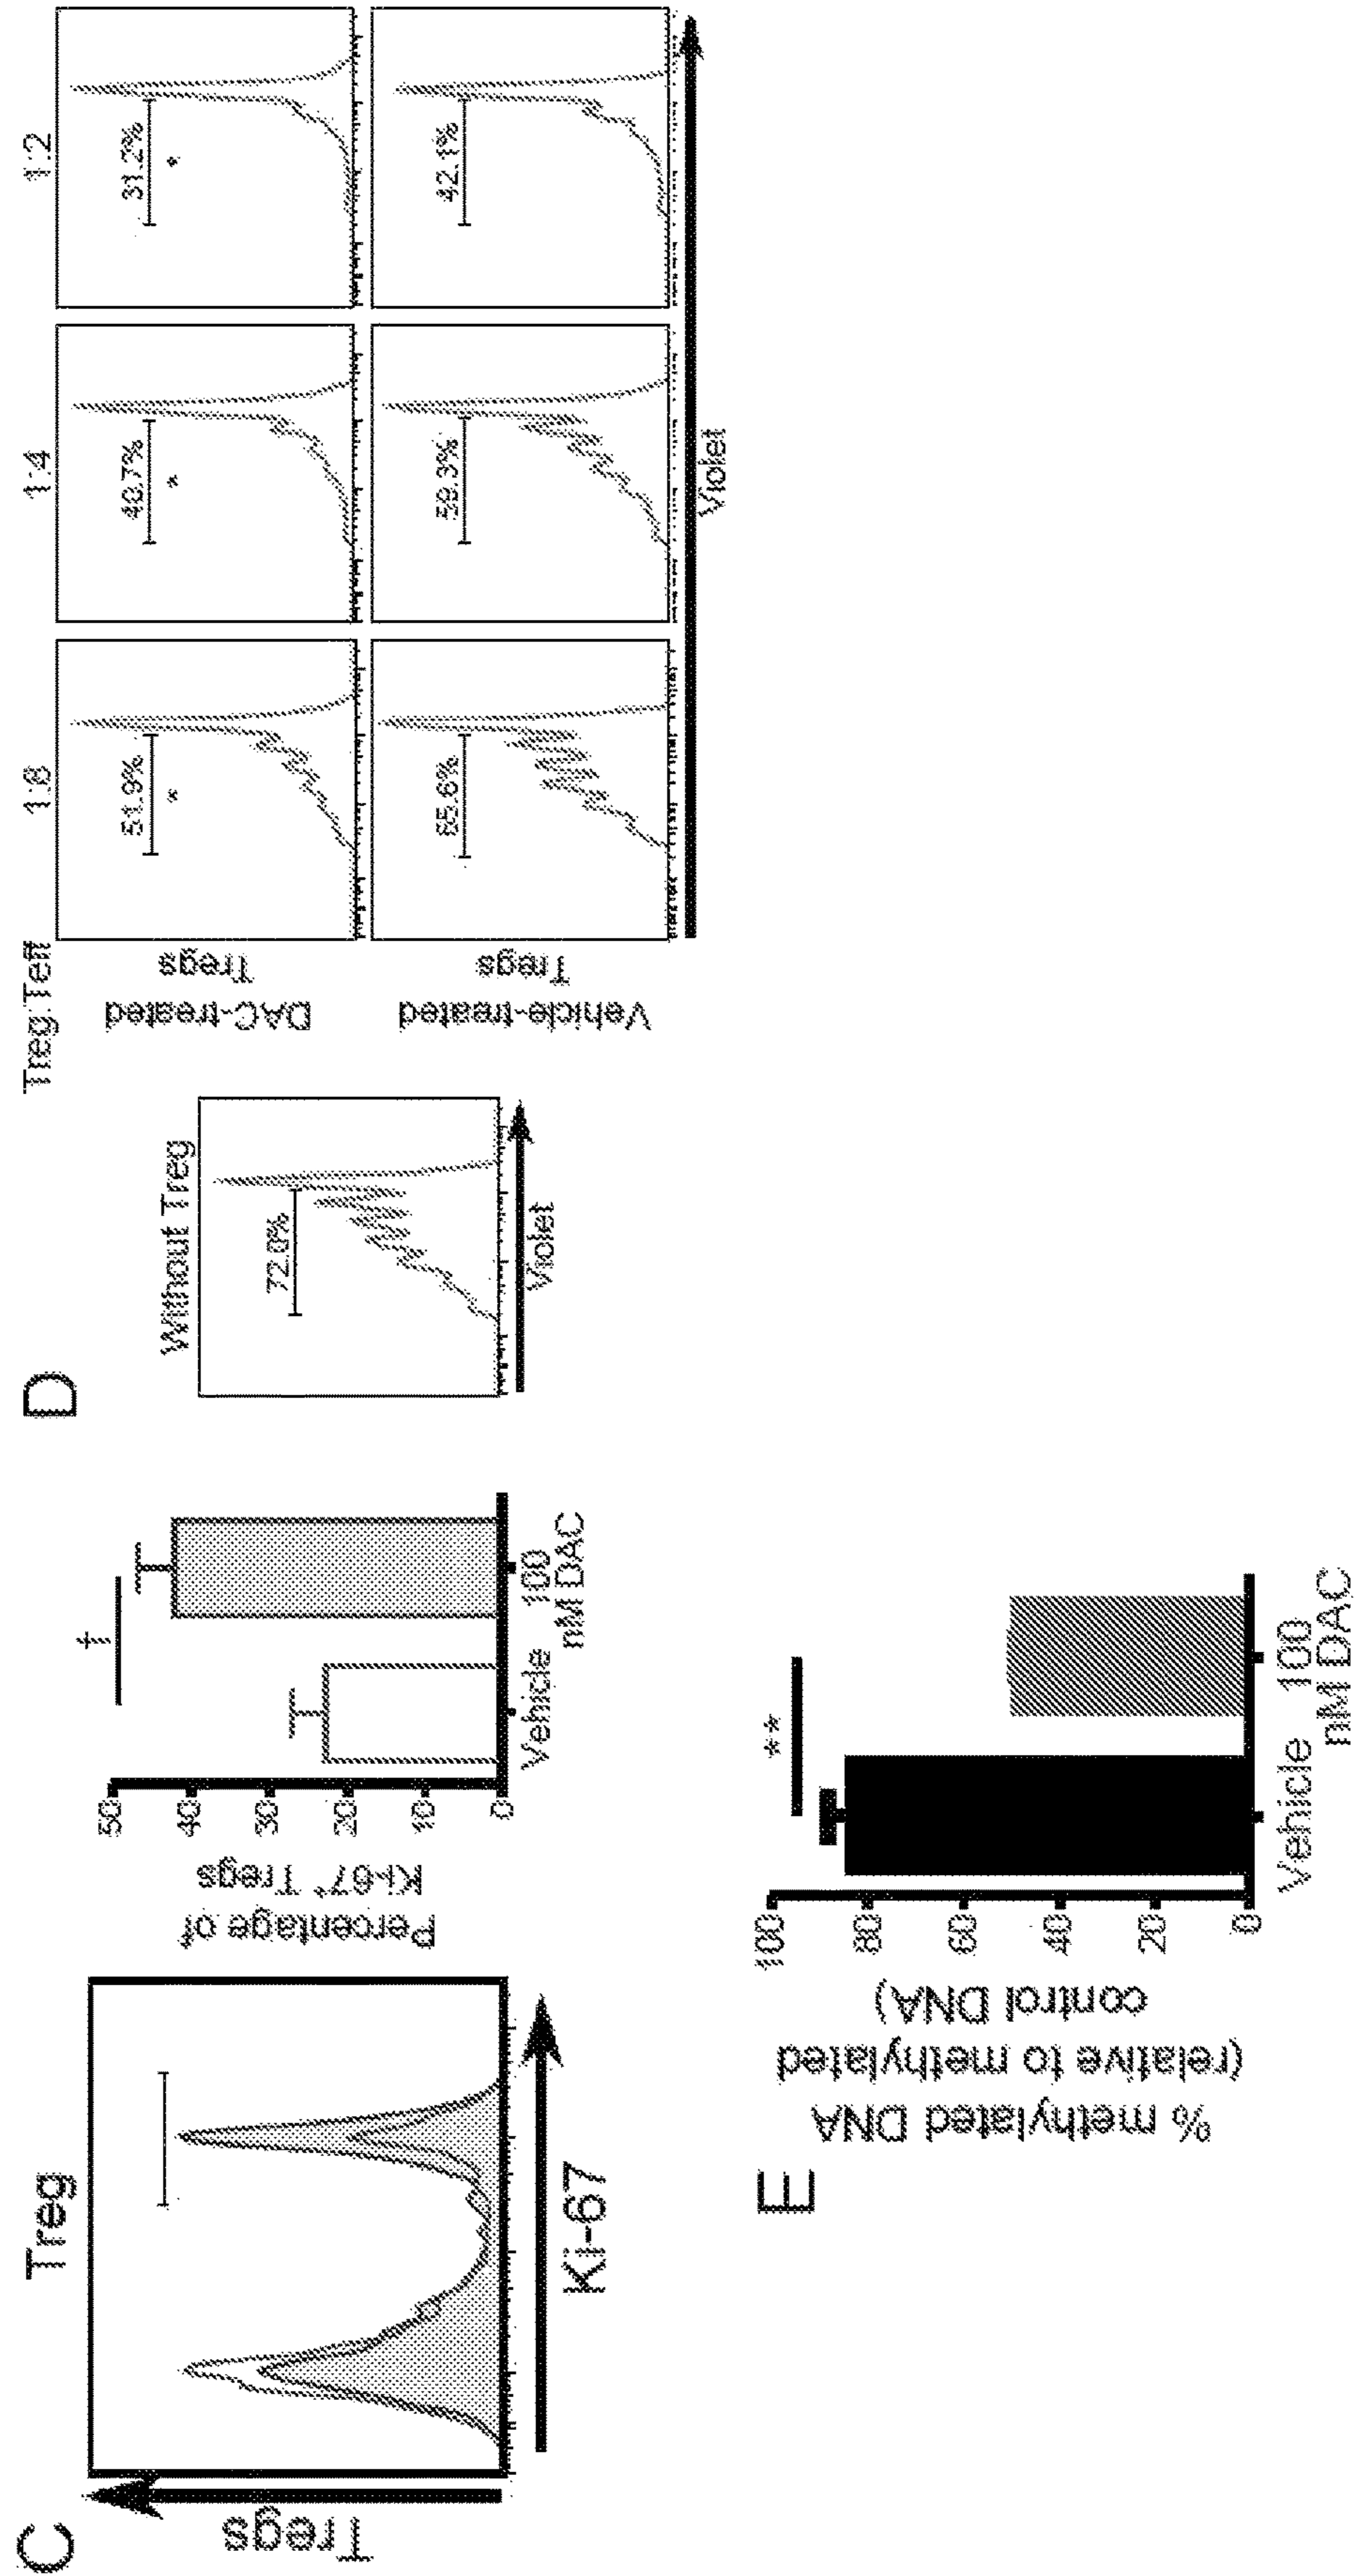 C
Treg
Tregs
Ki-67
Percentage of
Ki-67+ Tregs
50
40
30
20
10
0
†
Vehicle
100
nM DAC
D
Without Treg
72.0%
Violet
Treg:Teff
1:8
1:4
1:2
DAC-treated
Tregs
51.9%
*
40.7%
*
31.2%
*
Vehicle-treated
Tregs
65.6%
59.3%
42.1%
Violet
E
% methylated DNA
(relative to methylated
control DNA)
100
80
60
40
20
0
**
Vehicle
100
nM DAC